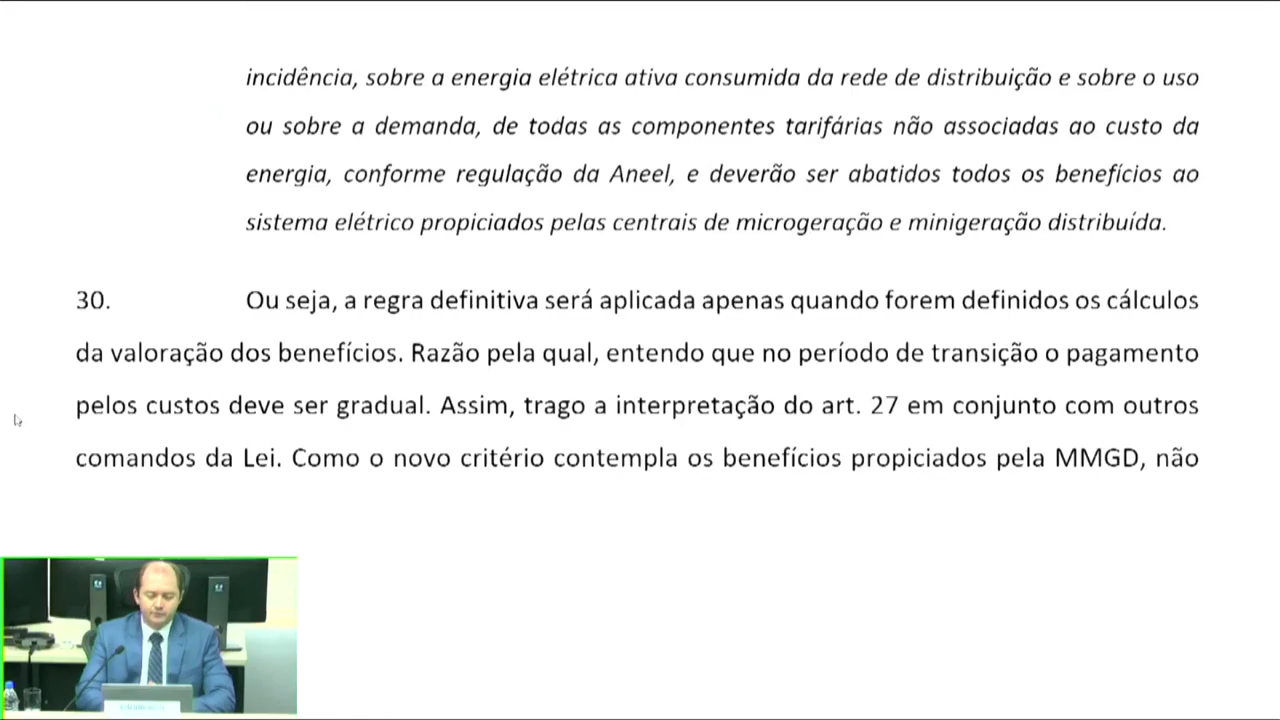 incidência, sobre a energia elétrica ativa consumida da rede de distribuição e sobre o uso
ou sobre a demanda, de todas as componentes tarifárias não associadas ao custo da
energia, conforme regulação da Aneel, e deverão ser abatidos todos os benefícios ao
sistema elétrico propiciados pelas centrais de microgeração e minigeração distribuída.
30. Ou seja, a regra definitiva será aplicada apenas quando forem definidos os cálculos
da valoração dos benefícios. Razão pela qual, entendo que no período de transição o pagamento
pelos custos deve ser gradual. Assim, trago a interpretação do art. 27 em conjunto com outros
comandos da Lei. Como o novo critério contempla os benefícios propiciados pela MMGD, não